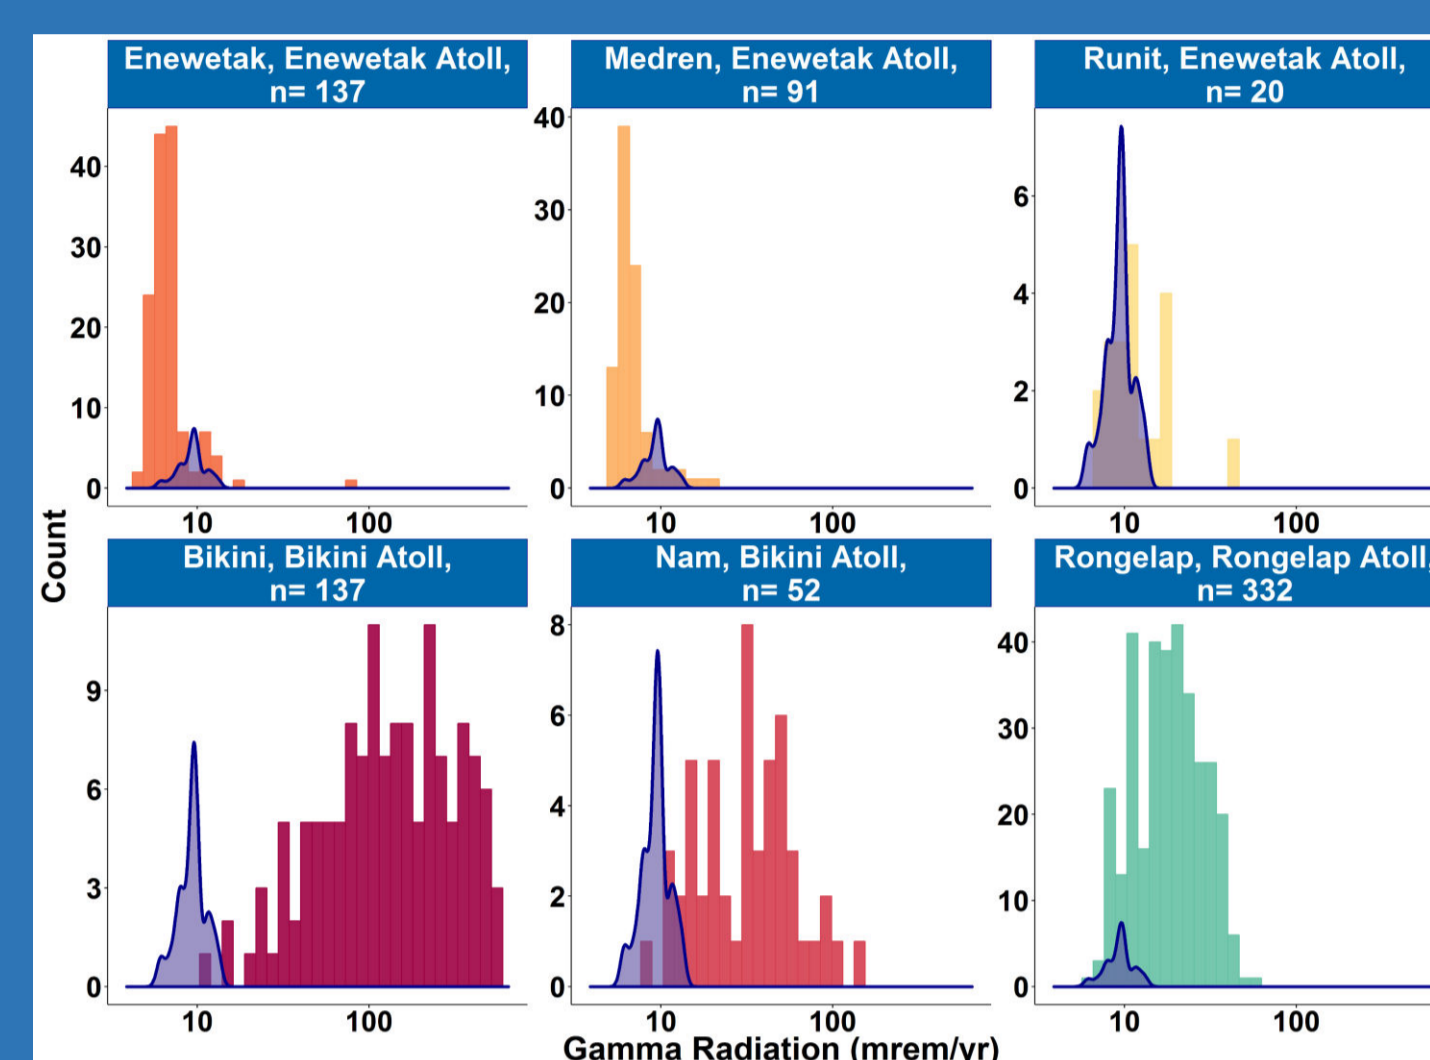 Enewetak, Enewetak Atoll,
n= 137
Medren, Enewetak Atoll,
n= 91
Runit, Enewetak Atoll,
n= 20
40
30
20
10
0
10
100
40
30
20
10
0
10
100
6
4
2
0
10
100
Count
Bikini, Bikini Atoll,
n= 137
Nam, Bikini Atoll,
n= 52
Rongelap, Rongelap Atoll,
n= 332
9
6
3
0
10
100
8
6
4
2
0
10
100
40
30
20
10
0
10
100
Gamma Radiation (mrem/yr)